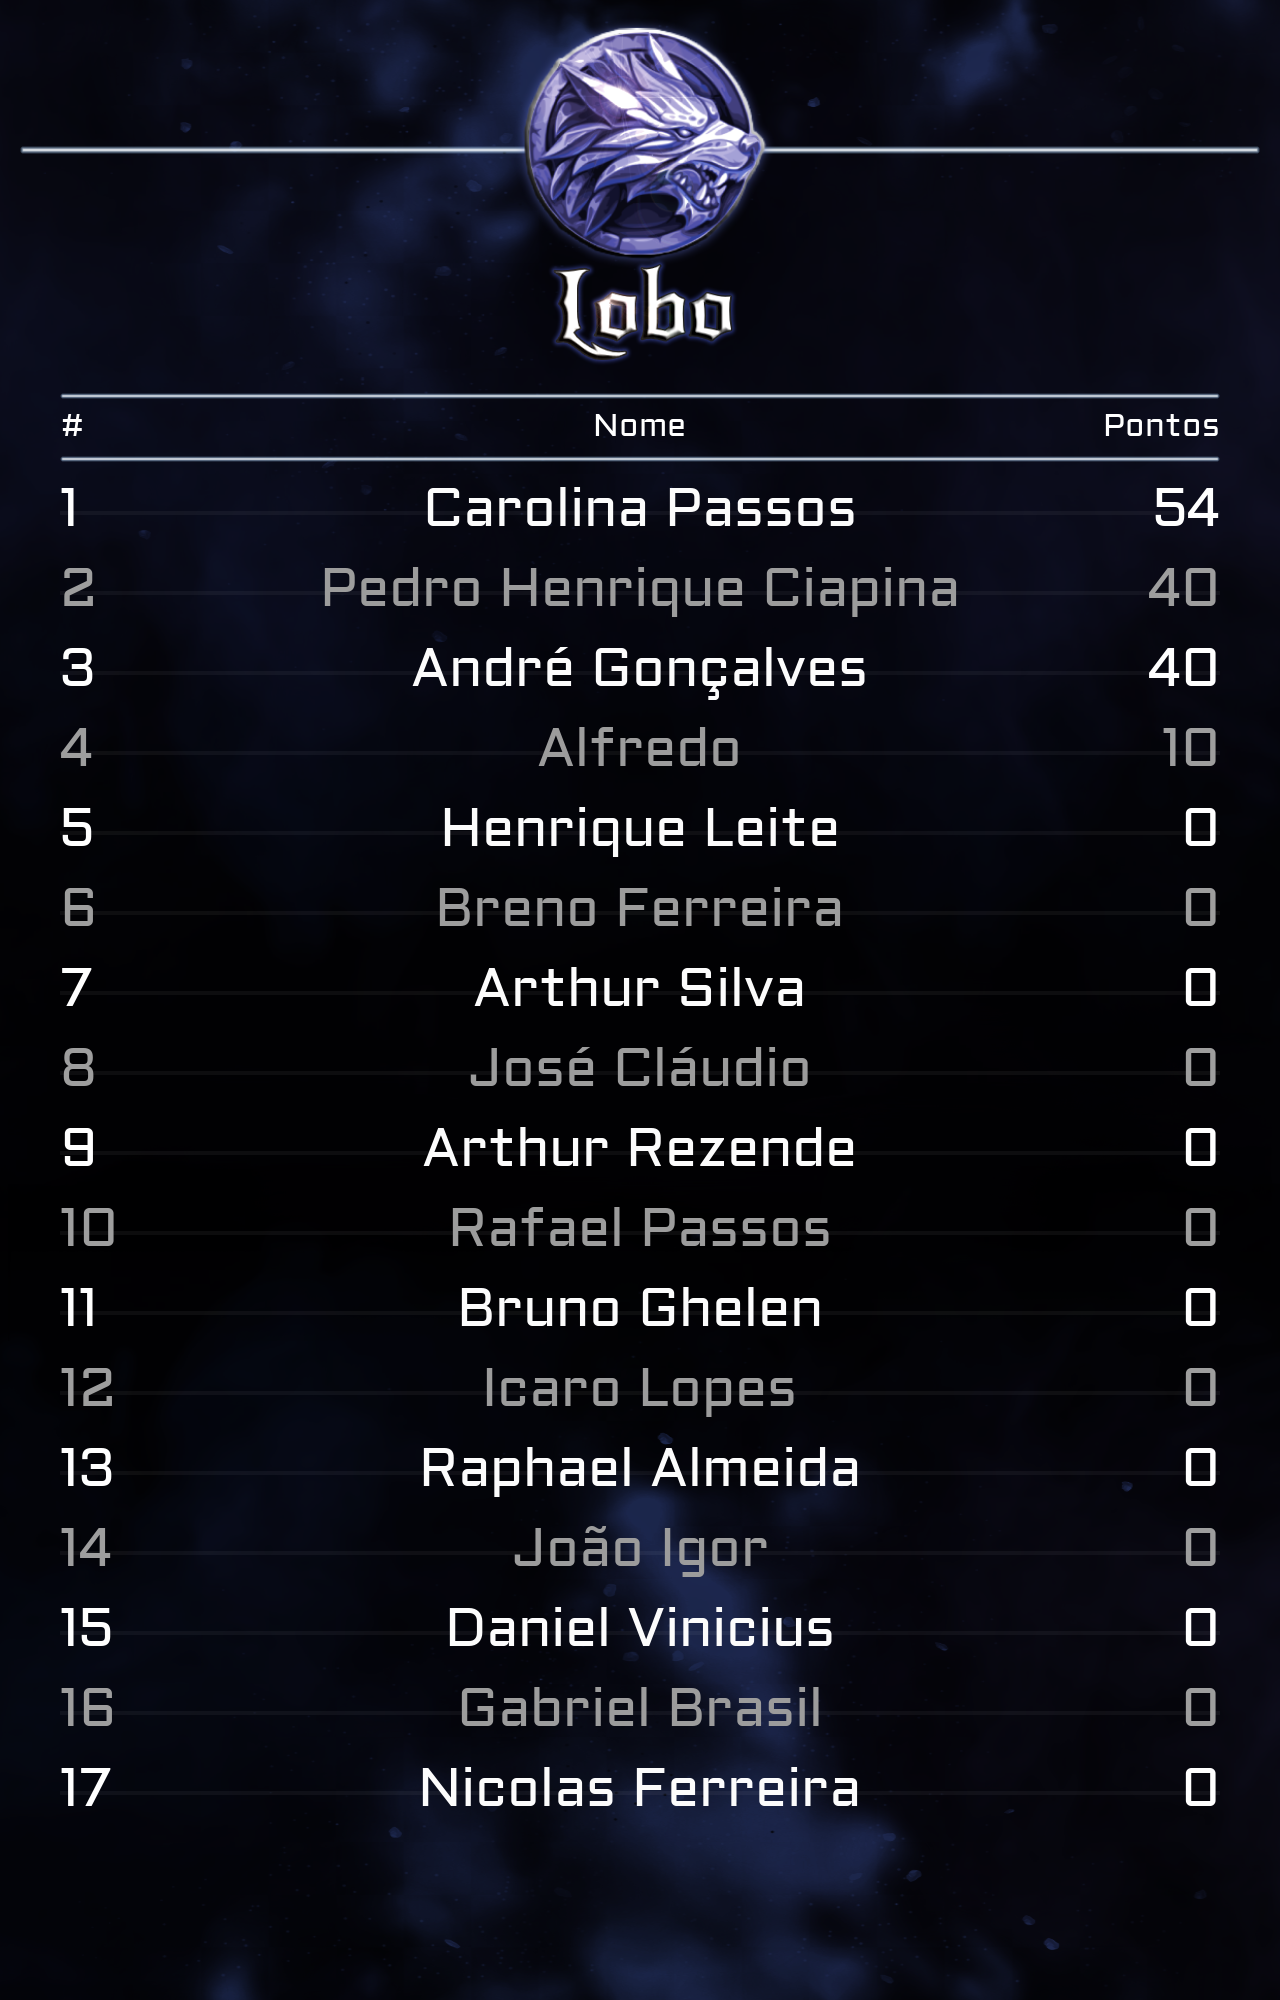 Lobo
# Nome Pontos
1 Carolina Passos 54
2 Pedro Henrique Ciapina 40
3 André Gonçalves 40
4 Alfredo 10
5 Henrique Leite 0
6 Breno Ferreira 0
7 Arthur Silva 0
8 José Cláudio 0
9 Arthur Rezende 0
10 Rafael Passos 0
11 Bruno Ghelen 0
12 Icaro Lopes 0
13 Raphael Almeida 0
14 João Igor 0
15 Daniel Vinicius 0
16 Gabriel Brasil 0
17 Nicolas Ferreira 0